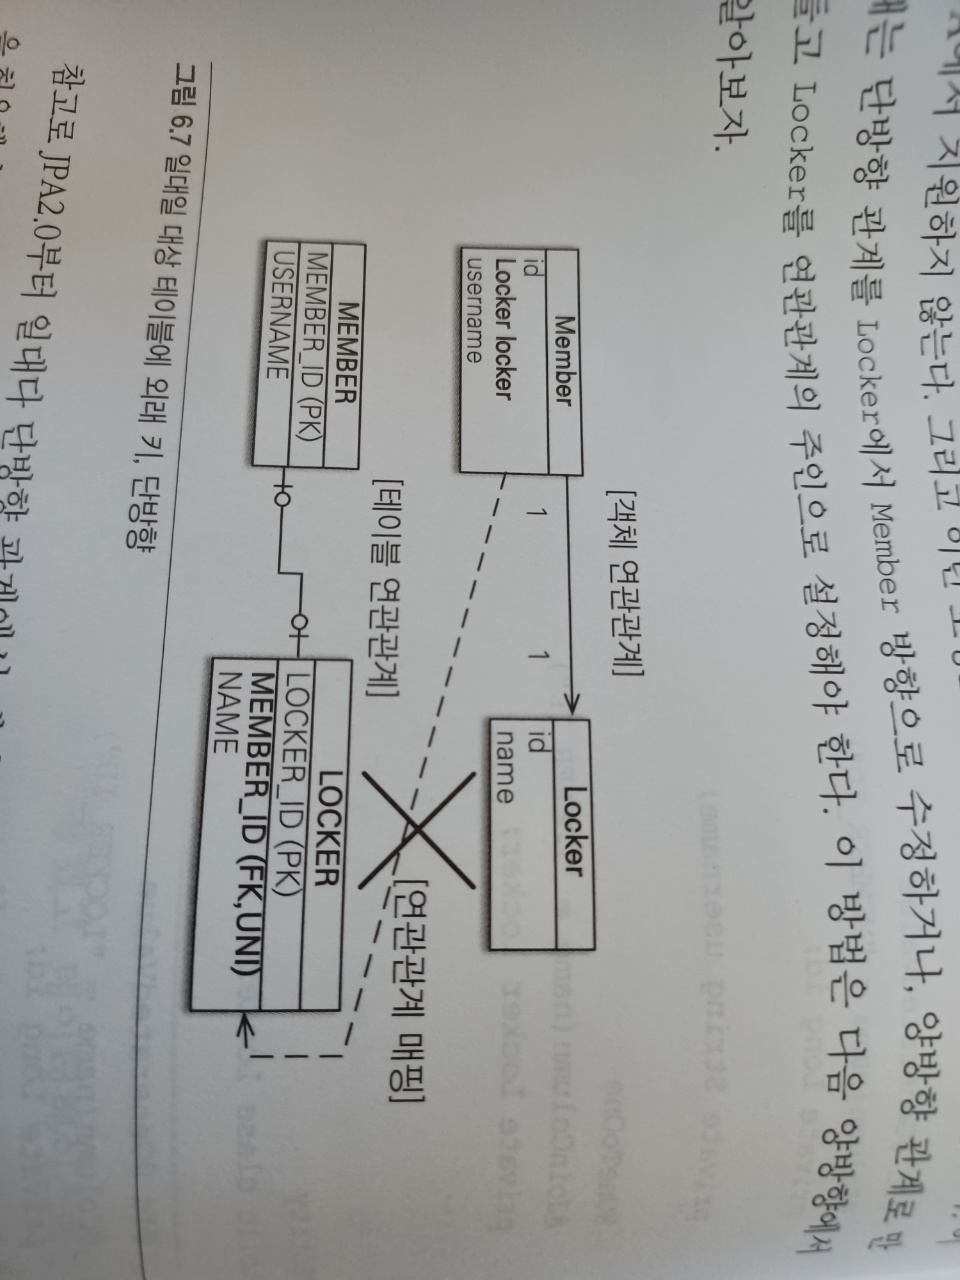 에서 지원하지 않는다. 그리고 이런
는 단방향 관계를 Locker에서 Member 방향으로 수정하거나, 양방향 관계로 만
들고 Locker를 연관관계의 주인으로 설정해야 한다. 이 방법은 다음 양방향에서
알아보자.
[객체 연관관계]
Member
id
Locker locker
username
1
1
Locker
id
name
[연관관계 매핑]
[테이블 연관관계]
MEMBER
MEMBER_ID (PK)
USERNAME
LOCKER
LOCKER_ID (PK)
MEMBER_ID (FK,UNI)
NAME
그림 6.7 일대일 대상 테이블에 외래 키, 단방향
참고로 JPA2.0부터 일대다 단방향 관계에서